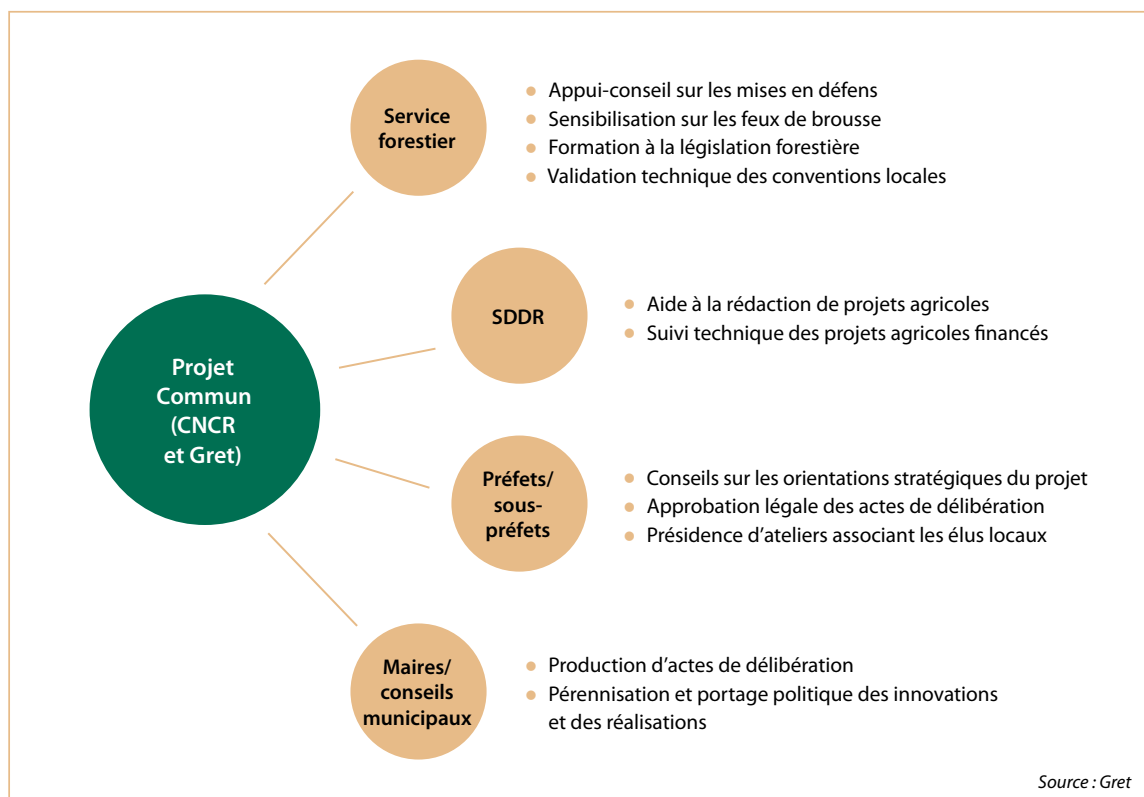 Service
forestier
• Appui-conseil sur les mises en défens
• Sensibilisation sur les feux de brousse
• Formation à la législation forestière
• Validation technique des conventions locales
SDDR
• Aide à la rédaction de projets agricoles
• Suivi technique des projets agricoles financés
Projet
Commun
(CNCR
et Gret)
Préfets/
sous-
préfets
• Conseils sur les orientations stratégiques du projet
• Approbation légale des actes de délibération
• Présidence d’ateliers associant les élus locaux
Maires/
conseils
municipaux
• Production d’actes de délibération
• Pérennisation et portage politique des innovations
et des réalisations
Source : Gret